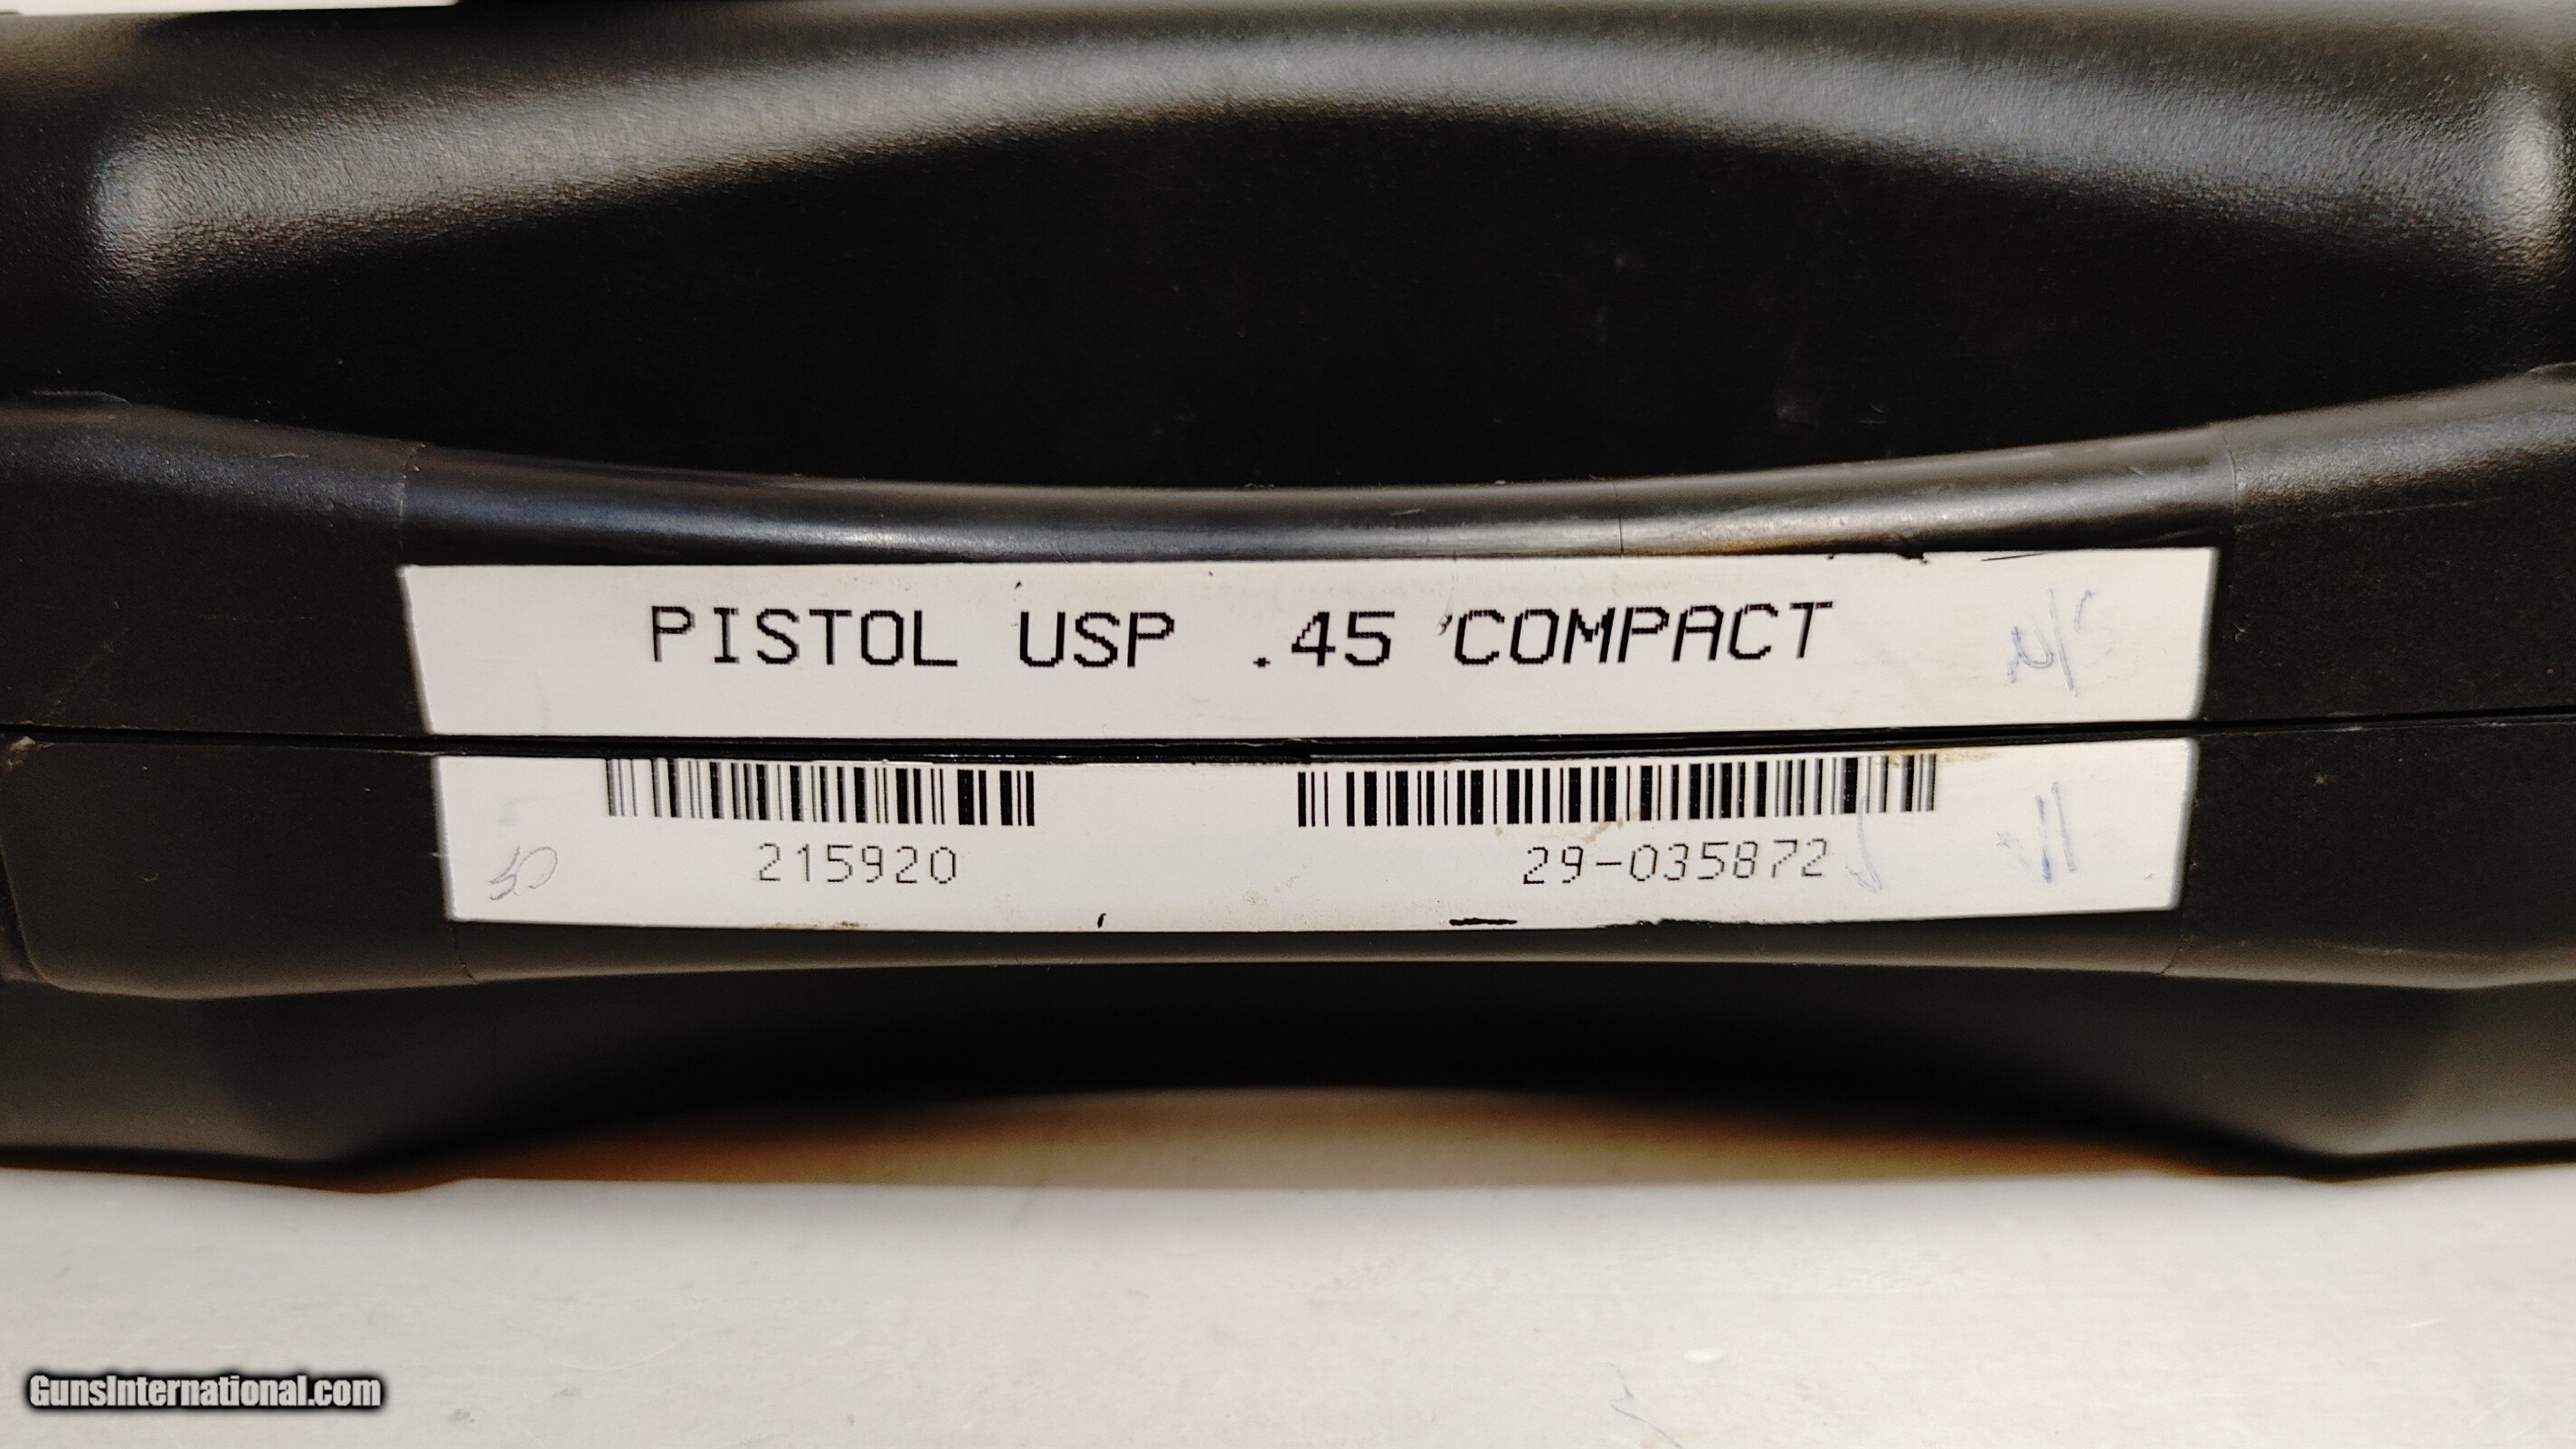 PISTOL USP .45 COMPACT
215920 29-035872
GunsInternational.com